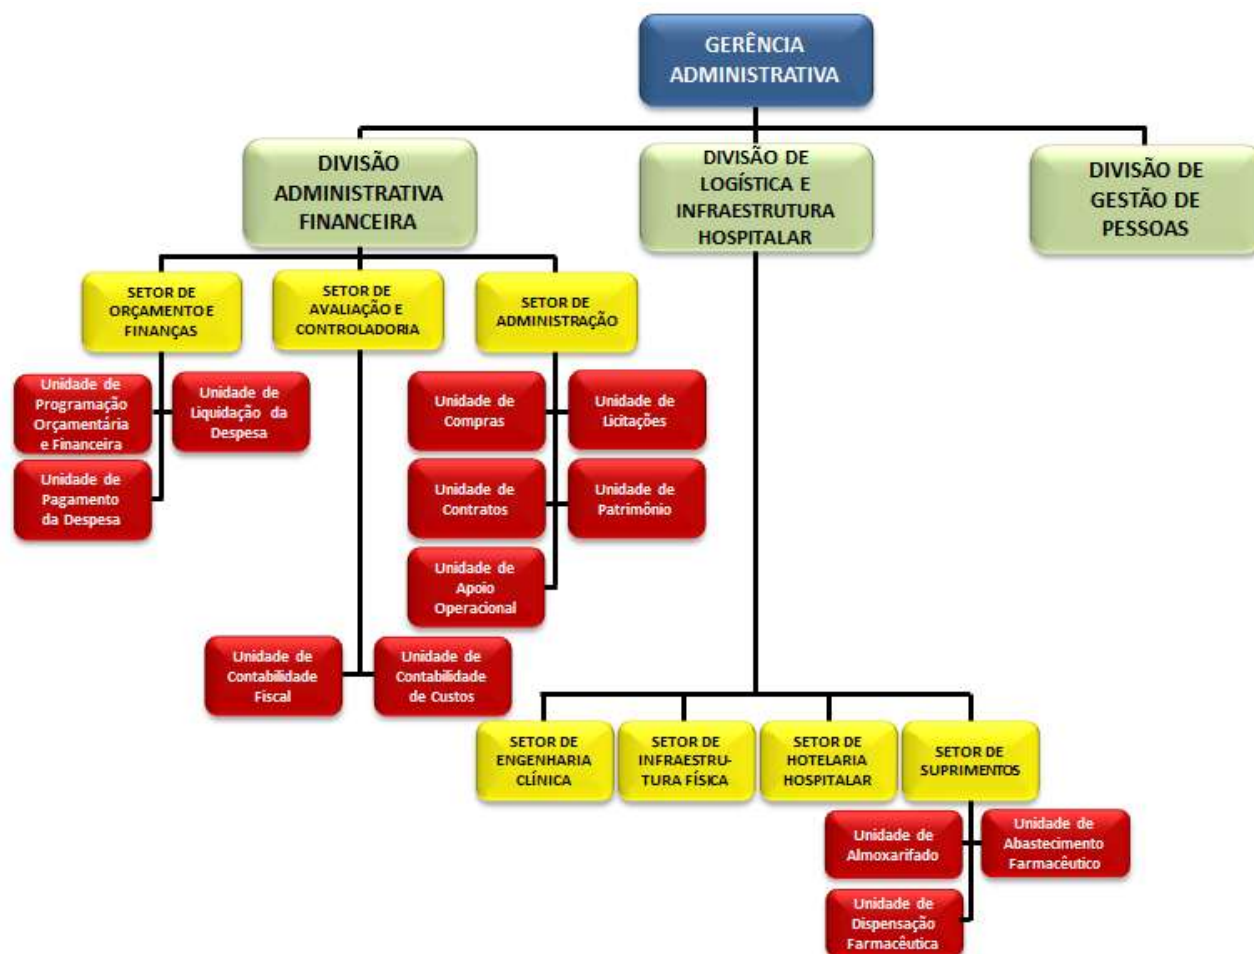 GERÊNCIA
ADMINISTRATIVA
DIVISÃO
ADMINISTRATIVA
FINANCEIRA
DIVISÃO DE
LOGÍSTICA E
INFRAESTRUTURA
HOSPITALAR
DIVISÃO DE
GESTÃO DE
PESSOAS
SETOR DE
ORÇAMENTO E
FINANÇAS
SETOR DE
AVALIAÇÃO E
CONTROLADORIA
SETOR DE
ADMINISTRAÇÃO
Unidade de
Programação
Orçamentária
e Financeira
Unidade de
Liquidação da
Despesa
Unidade de
Pagamento
da Despesa
Unidade de
Compras
Unidade de
Licitações
Unidade de
Contratos
Unidade de
Patrimônio
Unidade de
Apoio
Operacional
Unidade de
Contabilidade
Fiscal
Unidade de
Contabilidade
de Custos
SETOR DE
ENGENHARIA
CLÍNICA
SETOR DE
INFRAESTRU-
TURA FÍSICA
SETOR DE
HOTELARIA
HOSPITALAR
SETOR DE
SUPRIMENTOS
Unidade de
Almoxarifado
Unidade de
Abastecimento
Farmacêutico
Unidade de
Dispensação
Farmacêutica